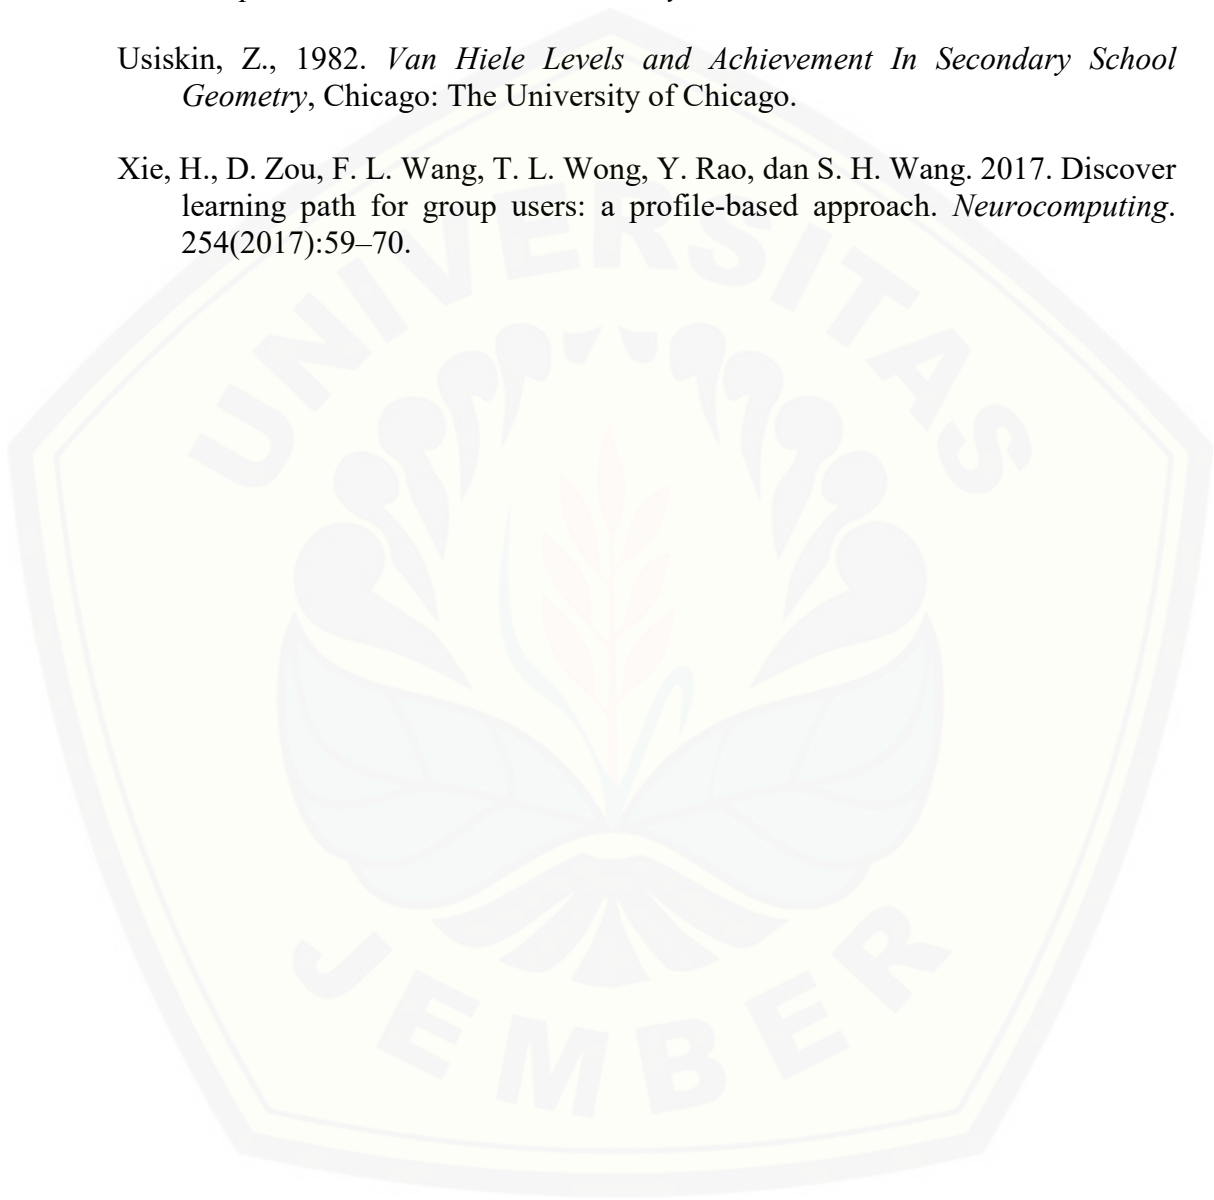 Usiskin, Z., 1982. Van Hiele Levels and Achievement In Secondary School
Geometry, Chicago: The University of Chicago.
Xie, H., D. Zou, F. L. Wang, T. L. Wong, Y. Rao, dan S. H. Wang. 2017. Discover
learning path for group users: a profile-based approach. Neurocomputing.
254(2017):59–70.
UNIVERSITAS
JEMBER